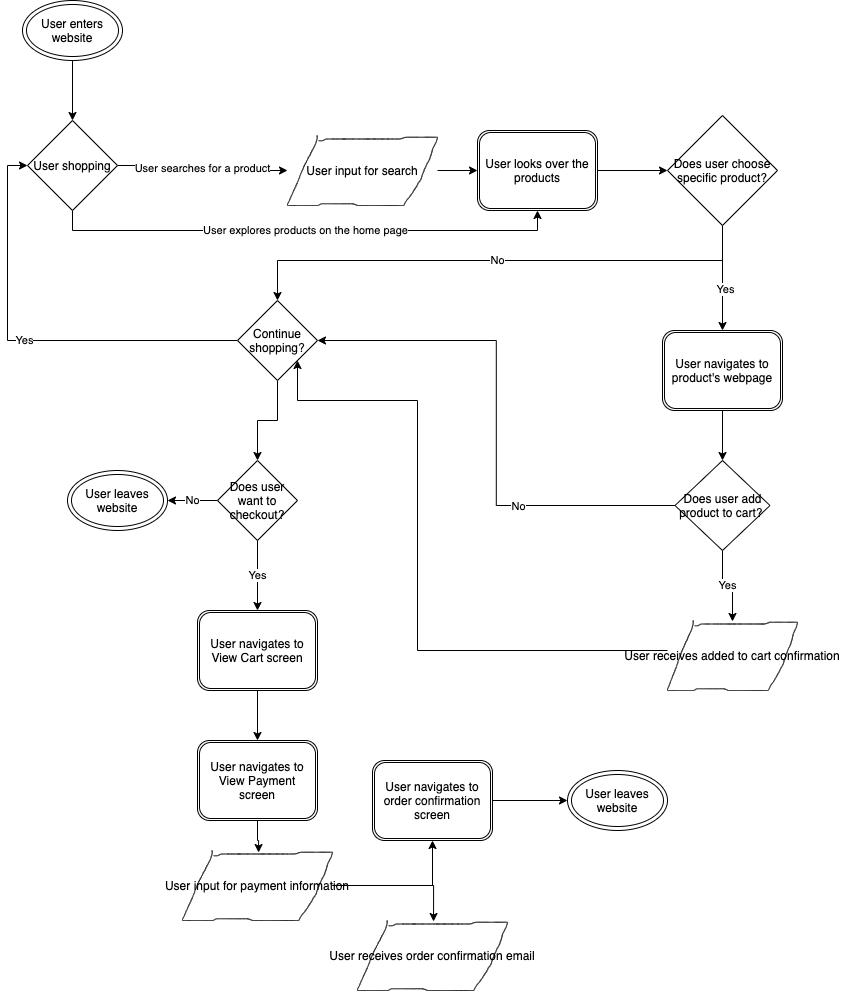 User enters
website
User shopping
User searches for a product
User input for search
User looks over the
products
Does user choose
specific product?
User explores products on the home page
No
Yes
Continue
shopping?
Yes
User navigates to
product's webpage
Does user
want to
checkout?
No
User leaves
website
Does user add
product to cart?
No
Yes
Yes
User navigates to
View Cart screen
User receives added to cart confirmation
User navigates to
View Payment
screen
User navigates to
order confirmation
screen
User leaves
website
User input for payment information
User receives order confirmation email